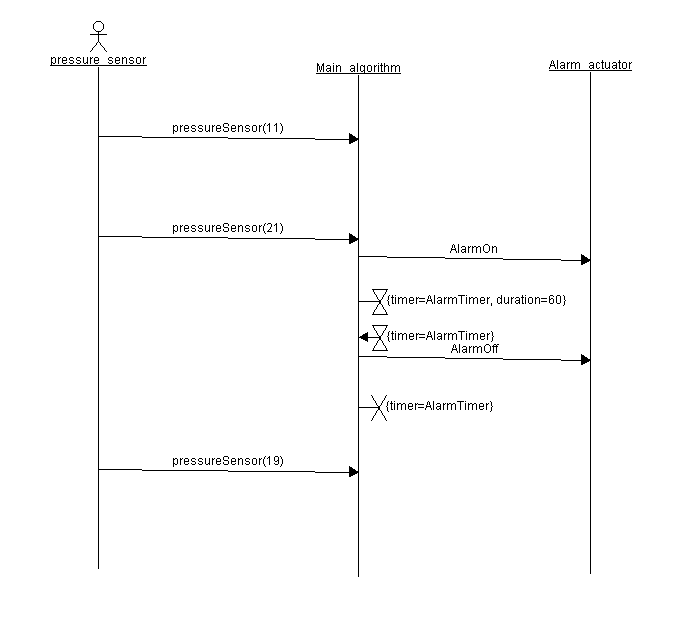 pressure_sensor
Main_algorithm
Alarm_actuator
pressureSensor(11)
pressureSensor(21)
AlarmOn
{timer=AlarmTimer, duration=60}
{timer=AlarmTimer}
AlarmOff
{timer=AlarmTimer}
pressureSensor(19)